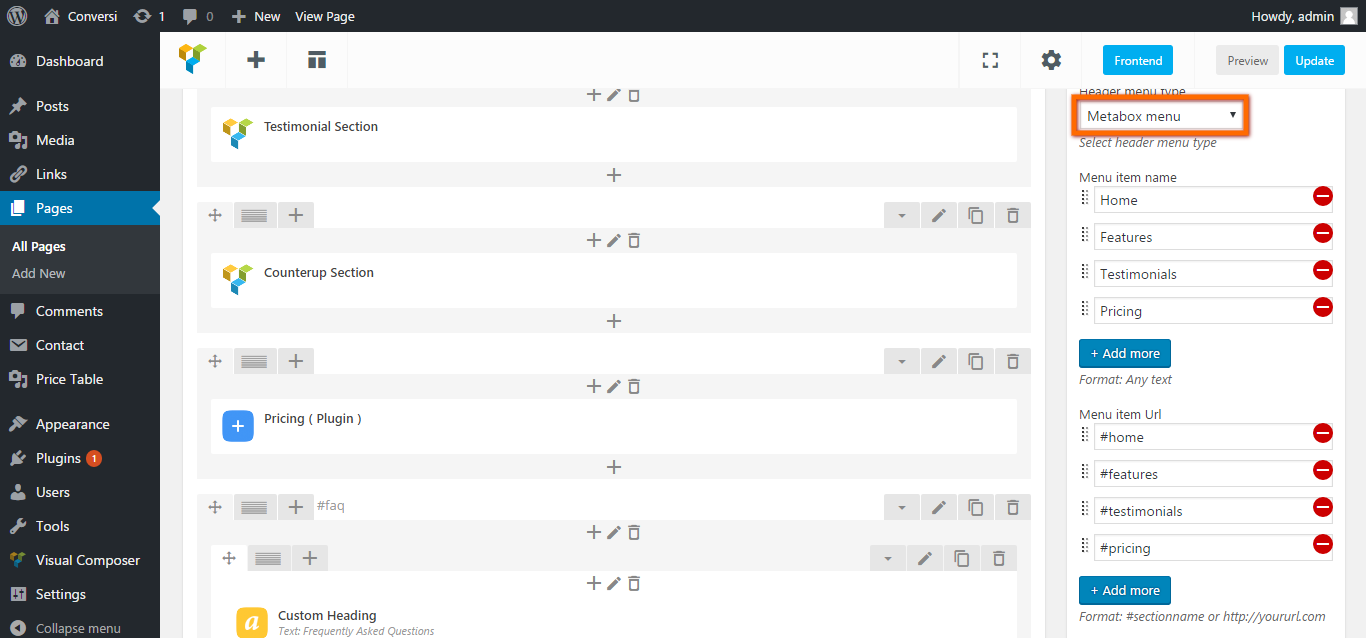 Conversi 1 0 New View Page Howdy, admin
Dashboard
Posts
Media
Links
Pages
All Pages
Add New
Comments
Contact
Price Table
Appearance
Plugins 1
Users
Tools
Visual Composer
Settings
Collapse menu
Frontend Preview Update
Testimonial Section
Counterup Section
Pricing ( Plugin )
#faq
Custom Heading
Text: Frequently Asked Questions
Header menu type
Metabox menu
Select header menu type
Menu item name
Home
Features
Testimonials
Pricing
+ Add more
Format: Any text
Menu item Url
#home
#features
#testimonials
#pricing
+ Add more
Format: #sectionname or http://yoururl.com